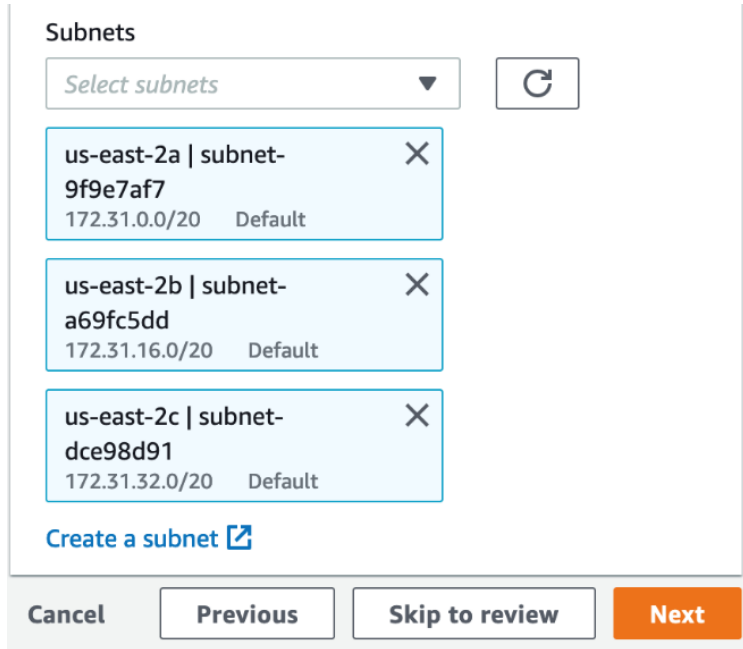 Subnets
Select subnets
us-east-2a | subnet-
9f9e7af7
172.31.0.0/20 Default
us-east-2b | subnet-
a69fc5dd
172.31.16.0/20 Default
us-east-2c | subnet-
dce98d91
172.31.32.0/20 Default
Create a subnet
Cancel Previous Skip to review Next